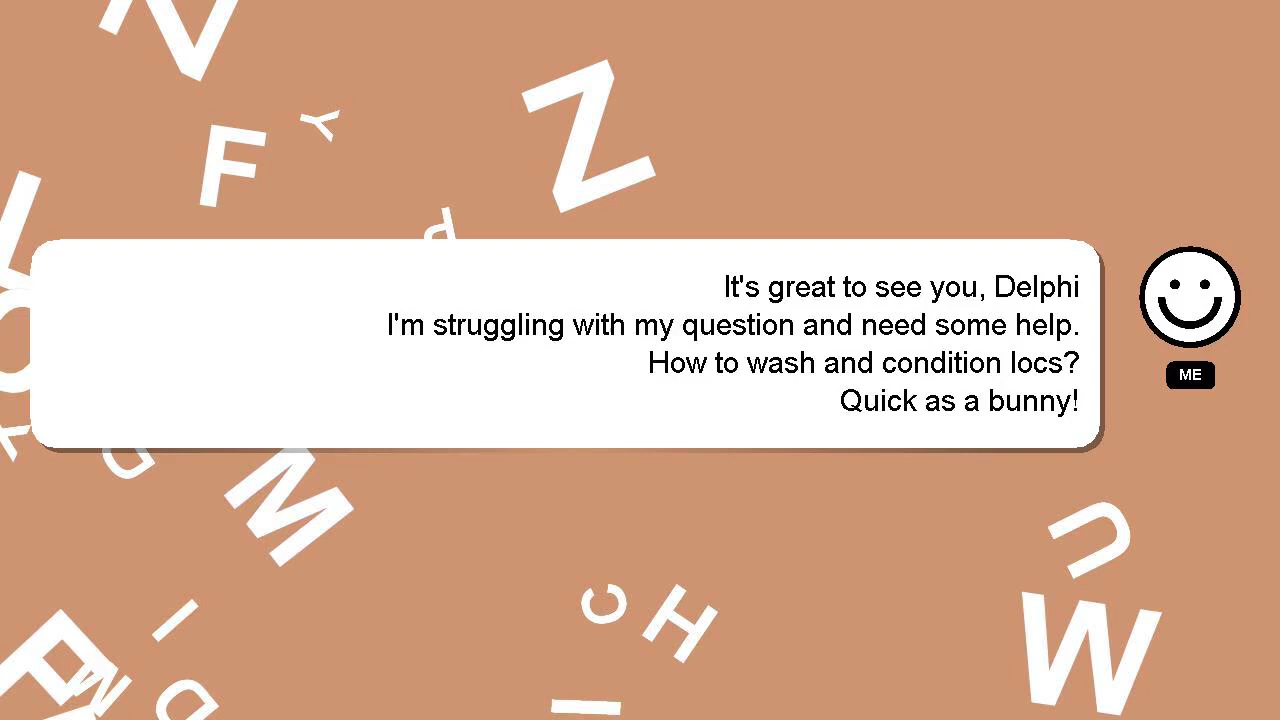 It's great to see you, Delphi
I'm struggling with my question and need some help.
How to wash and condition locs?
Quick as a bunny!
ME
N
Z
F
Y
P
M
D
U
W
C
H
I
D